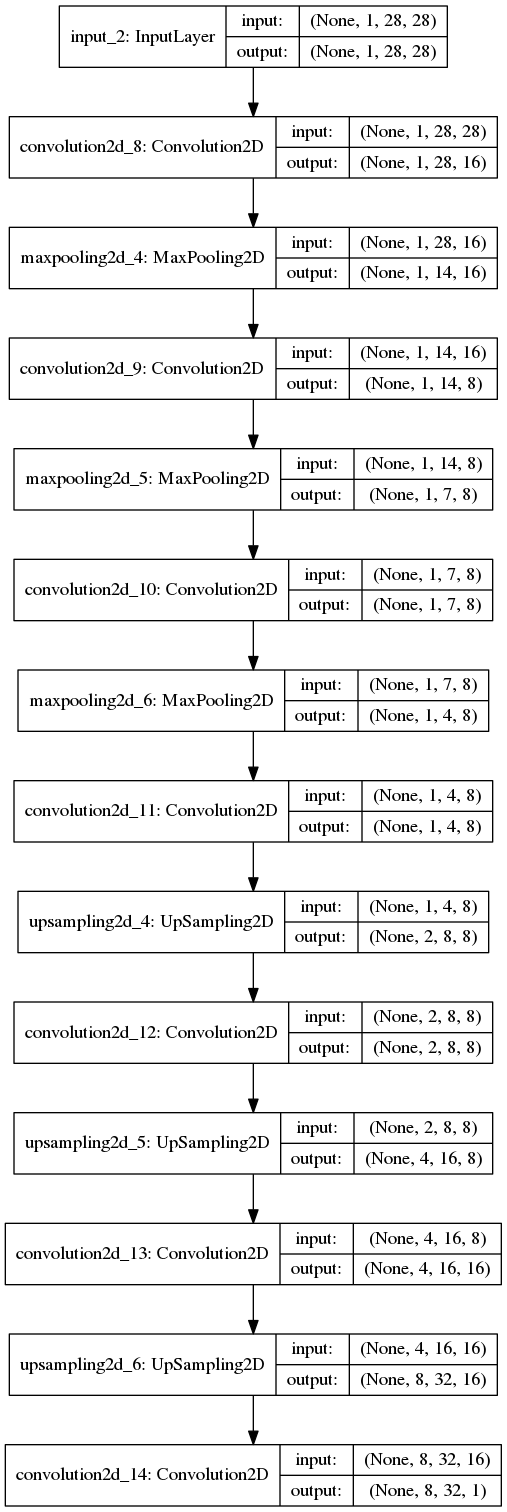 input_2: InputLayer
input: (None, 1, 28, 28)
output: (None, 1, 28, 28)
convolution2d_8: Convolution2D
input: (None, 1, 28, 28)
output: (None, 1, 28, 16)
maxpooling2d_4: MaxPooling2D
input: (None, 1, 28, 16)
output: (None, 1, 14, 16)
convolution2d_9: Convolution2D
input: (None, 1, 14, 16)
output: (None, 1, 14, 8)
maxpooling2d_5: MaxPooling2D
input: (None, 1, 14, 8)
output: (None, 1, 7, 8)
convolution2d_10: Convolution2D
input: (None, 1, 7, 8)
output: (None, 1, 7, 8)
maxpooling2d_6: MaxPooling2D
input: (None, 1, 7, 8)
output: (None, 1, 4, 8)
convolution2d_11: Convolution2D
input: (None, 1, 4, 8)
output: (None, 1, 4, 8)
upsampling2d_4: UpSampling2D
input: (None, 1, 4, 8)
output: (None, 2, 8, 8)
convolution2d_12: Convolution2D
input: (None, 2, 8, 8)
output: (None, 2, 8, 8)
upsampling2d_5: UpSampling2D
input: (None, 2, 8, 8)
output: (None, 4, 16, 8)
convolution2d_13: Convolution2D
input: (None, 4, 16, 8)
output: (None, 4, 16, 16)
upsampling2d_6: UpSampling2D
input: (None, 4, 16, 16)
output: (None, 8, 32, 16)
convolution2d_14: Convolution2D
input: (None, 8, 32, 16)
output: (None, 8, 32, 1)